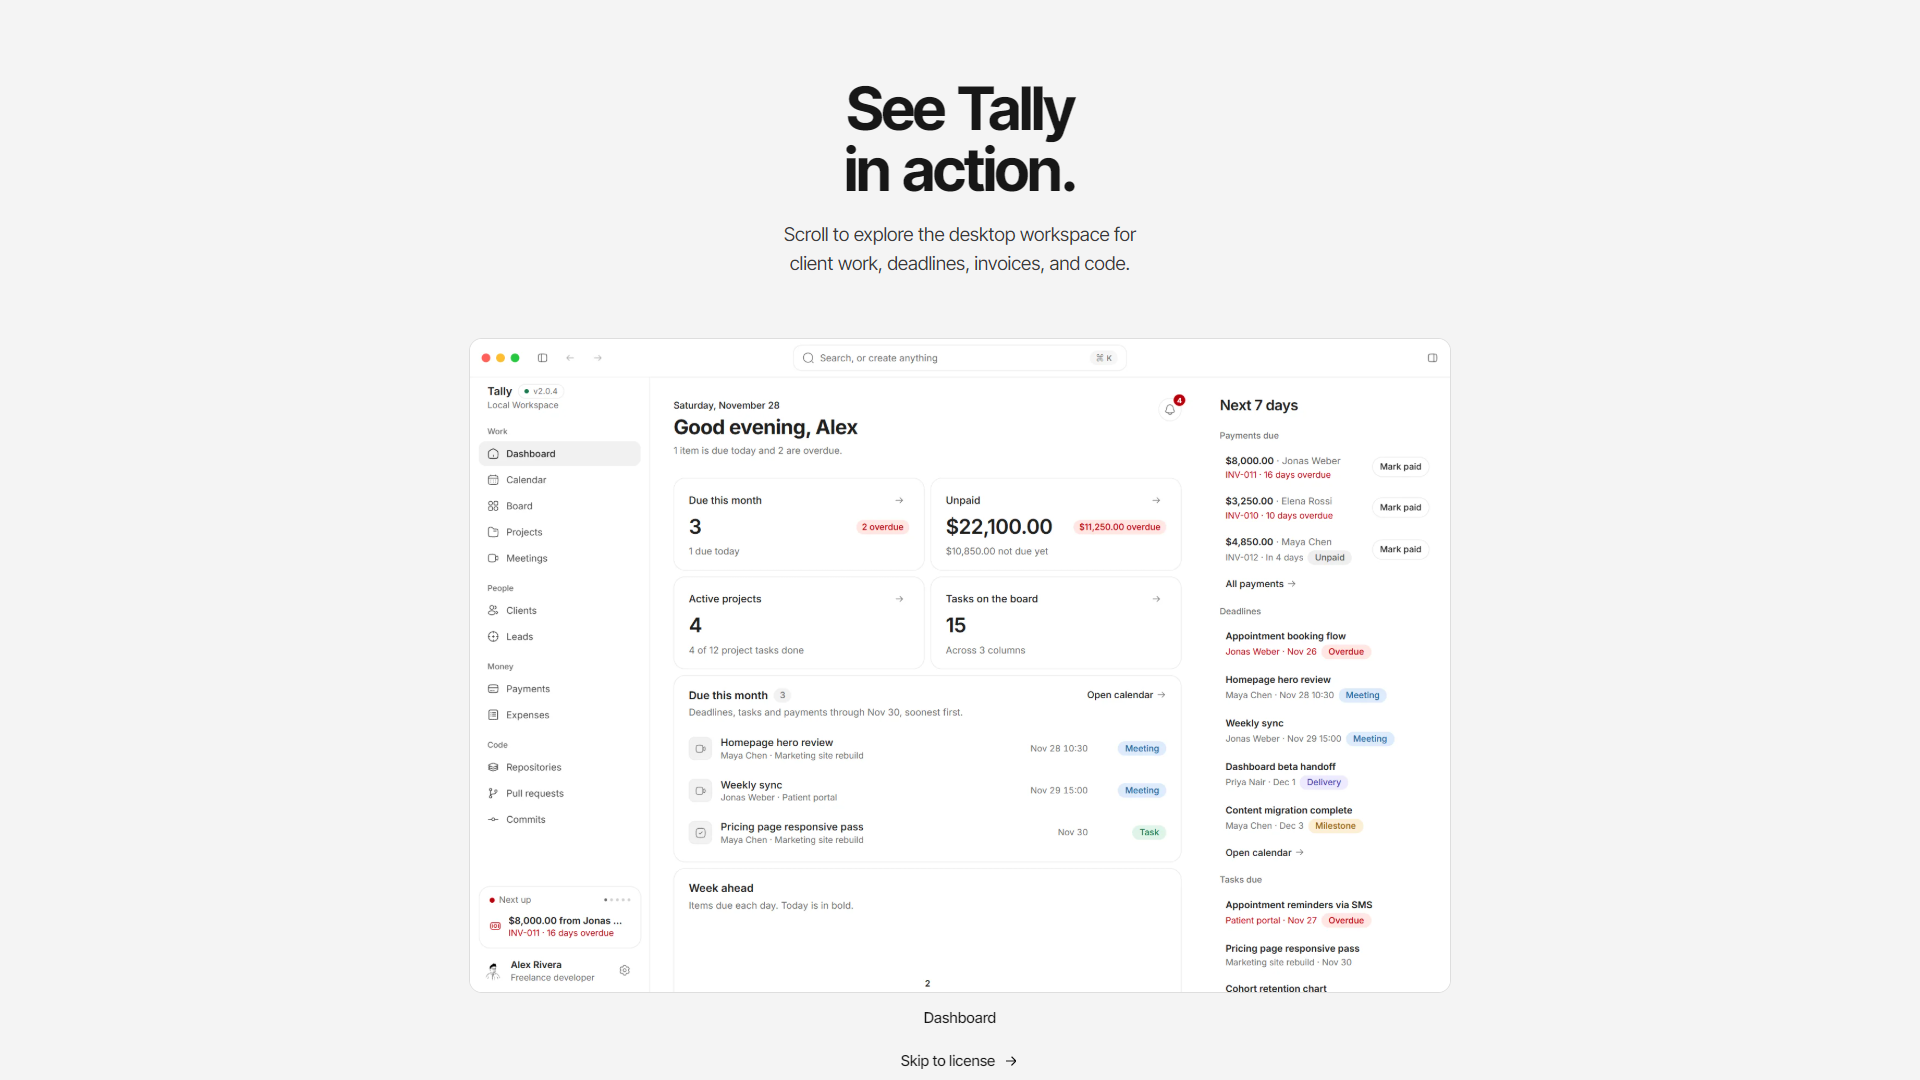 See Tally
in action.
Scroll to explore the desktop workspace for
client work, deadlines, invoices, and code.
Search, or create anything
⌘ K
Tally
v2.0.4
Local Workspace
Work
Dashboard
Calendar
Board
Projects
Meetings
People
Clients
Leads
Money
Payments
Expenses
Code
Repositories
Pull requests
Commits
Next up
$8,000.00 from Jonas ...
INV-011 · 16 days overdue
Alex Rivera
Freelance developer
Saturday, November 28
Good evening, Alex
1 item is due today and 2 are overdue.
4
Due this month
3
2 overdue
1 due today
Unpaid
$22,100.00
$11,250.00 overdue
$10,850.00 not due yet
Active projects
4
4 of 12 project tasks done
Tasks on the board
15
Across 3 columns
Due this month 3
Open calendar →
Deadlines, tasks and payments through Nov 30, soonest first.
Homepage hero review
Maya Chen · Marketing site rebuild
Nov 28 10:30
Meeting
Weekly sync
Jonas Weber · Patient portal
Nov 29 15:00
Meeting
Pricing page responsive pass
Maya Chen · Marketing site rebuild
Nov 30
Task
Week ahead
Items due each day. Today is in bold.
2
Next 7 days
Payments due
$8,000.00 · Jonas Weber
INV-011 · 16 days overdue
Mark paid
$3,250.00 · Elena Rossi
INV-010 · 10 days overdue
Mark paid
$4,850.00 · Maya Chen
INV-012 · In 4 days Unpaid
Mark paid
All payments →
Deadlines
Appointment booking flow
Jonas Weber · Nov 26 Overdue
Homepage hero review
Maya Chen · Nov 28 10:30 Meeting
Weekly sync
Jonas Weber · Nov 29 15:00 Meeting
Dashboard beta handoff
Priya Nair · Dec 1 Delivery
Content migration complete
Maya Chen · Dec 3 Milestone
Open calendar →
Tasks due
Appointment reminders via SMS
Patient portal · Nov 27 Overdue
Pricing page responsive pass
Marketing site rebuild · Nov 30
Cohort retention chart
Dashboard
Skip to license →